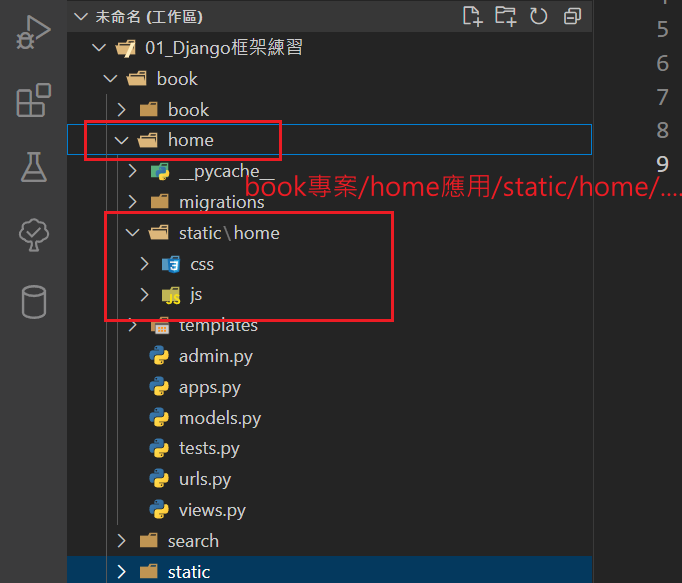 未命名 (工作區)
01_Django框架練習
book
book
home
__pycache__
book專案/home應用/static/home/....
migrations
static\home
css
js
templates
admin.py
apps.py
models.py
tests.py
urls.py
views.py
search
static
5
6
7
8
9